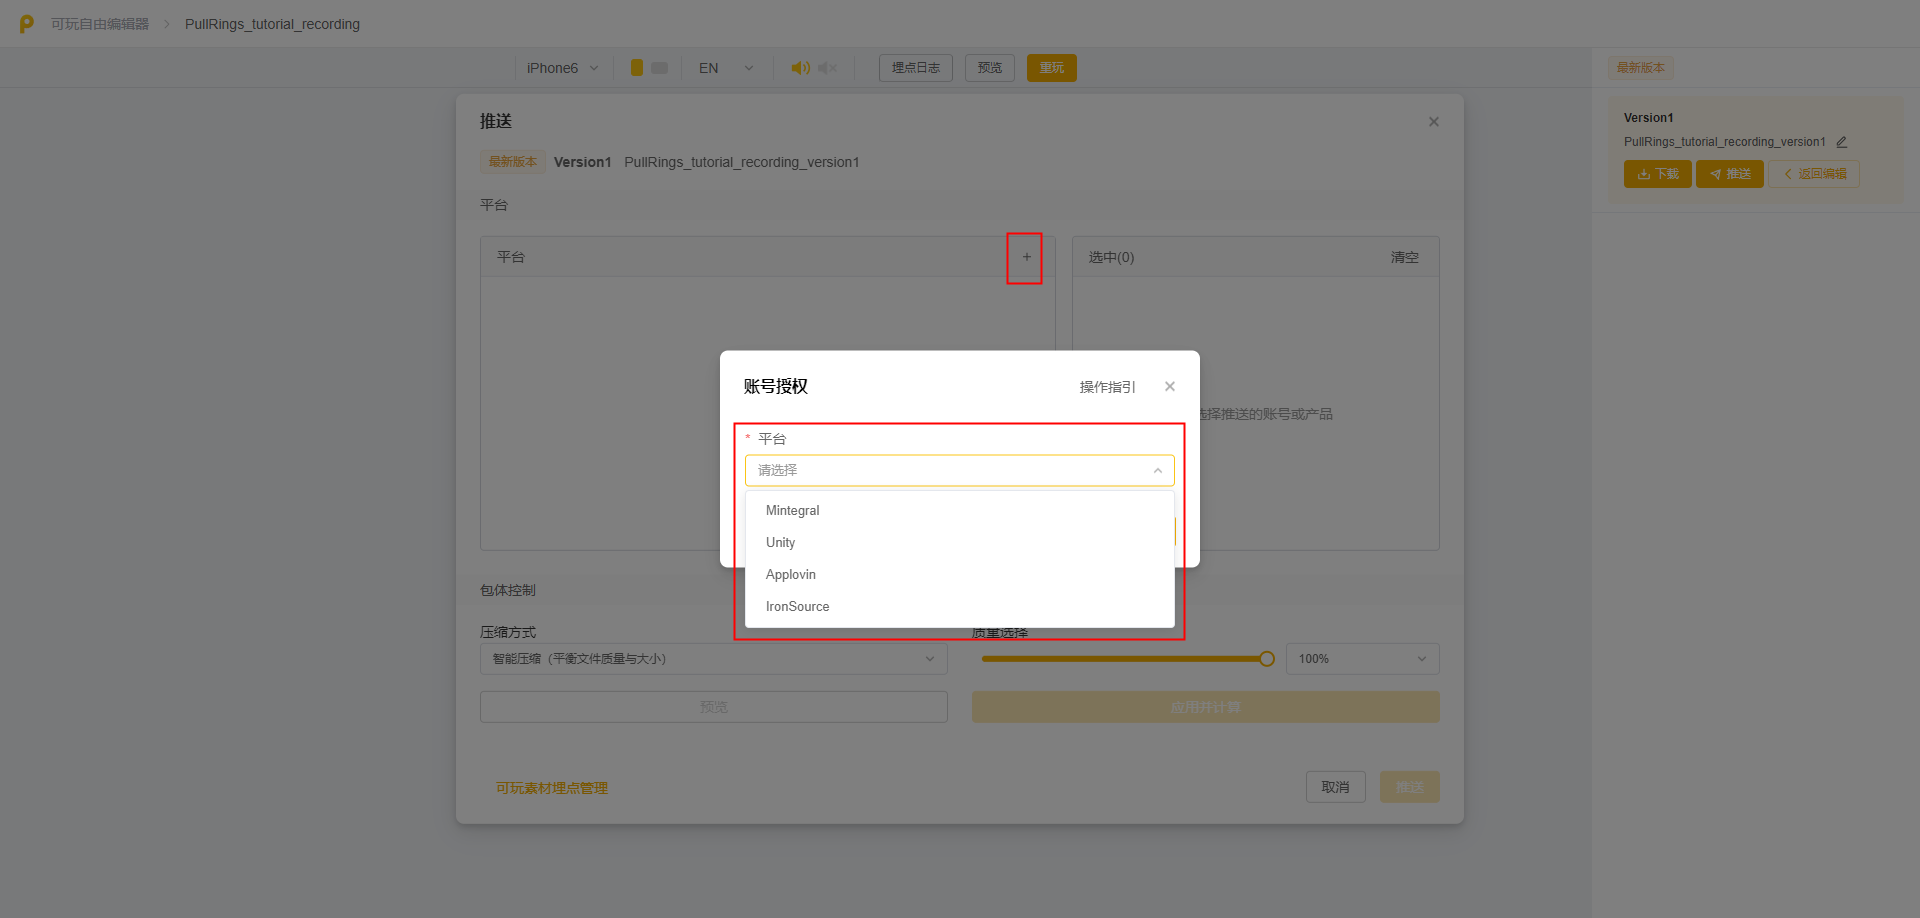 可玩自由编辑器 > PullRings_tutorial_recording
iPhone6 EN 埋点日志 预览 重玩
最新版本
推送
最新版本 Version1 PullRings_tutorial_recording_version1
Version1
PullRings_tutorial_recording_version1
下载 推送 返回编辑
平台
平台 +
选中(0) 清空
选择推送的账号或产品
账号授权 操作指引
* 平台
请选择
Mintegral
Unity
Applovin
IronSource
包体控制
压缩方式
质量选择
智能压缩（平衡文件质量与大小）
100%
预览
应用并计算
可玩素材埋点管理
取消 推送